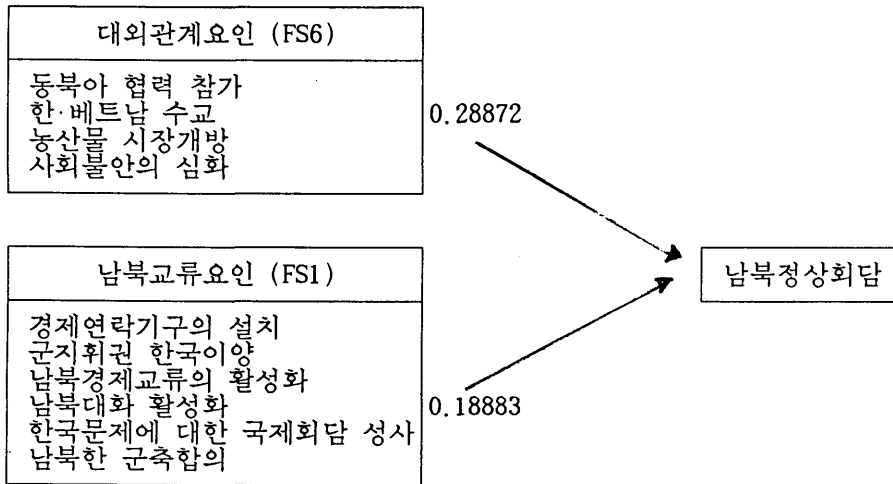 대외관계요인 (FS6)
동북아 협력 참가
한·베트남 수교
농산물 시장개방
사회불안의 심화
0.28872
남북교류요인 (FS1)
경제연락기구의 설치
군지휘권 한국이양
남북경제교류의 활성화
남북대화 활성화
한국문제에 대한 국제회담 성사
남북한 군축합의
0.18883
남북정상회담